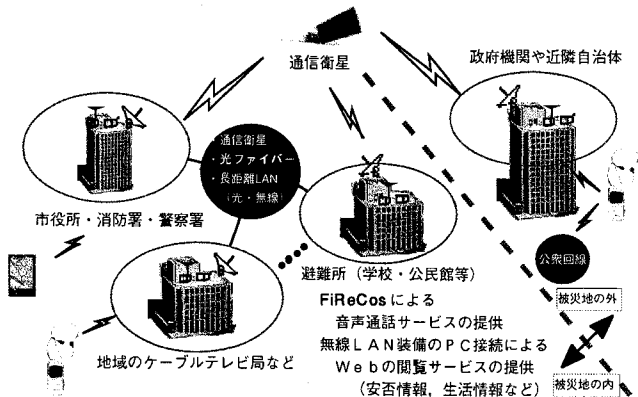 通信衛星
政府機関や近隣自治体
・通信衛星
・光ファイバー
・長距離LAN
(光・無線)
市役所・消防署・警察署
公衆回線
避難所(学校・公民館等)
被災地の外
FiReCosによる
音声通話サービスの提供
無線LAN装備のPC接続による
Webの閲覧サービスの提供
(安否情報,生活情報など)
地域のケーブルテレビ局など
被災地の内